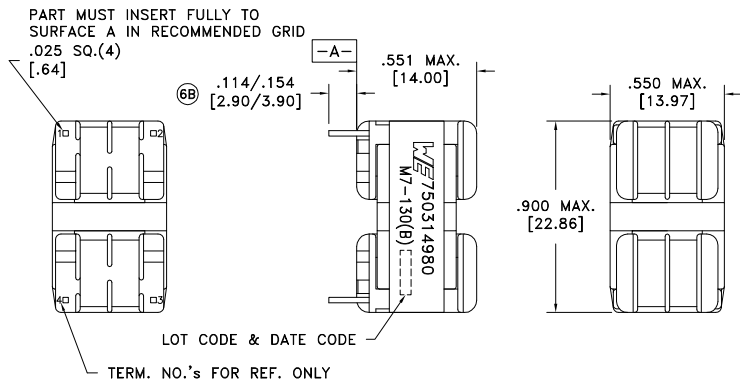 PART MUST INSERT FULLY TO
SURFACE A IN RECOMMENDED GRID
.025 SQ.(4)
[.64]
-A-
.551 MAX.
[14.00]
6B
.114/.154
[2.90/3.90]
.550 MAX.
[13.97]
1
2
WE 750314980
M7-130(B)
.900 MAX.
[22.86]
4
3
LOT CODE & DATE CODE
TERM. NO.'s FOR REF. ONLY